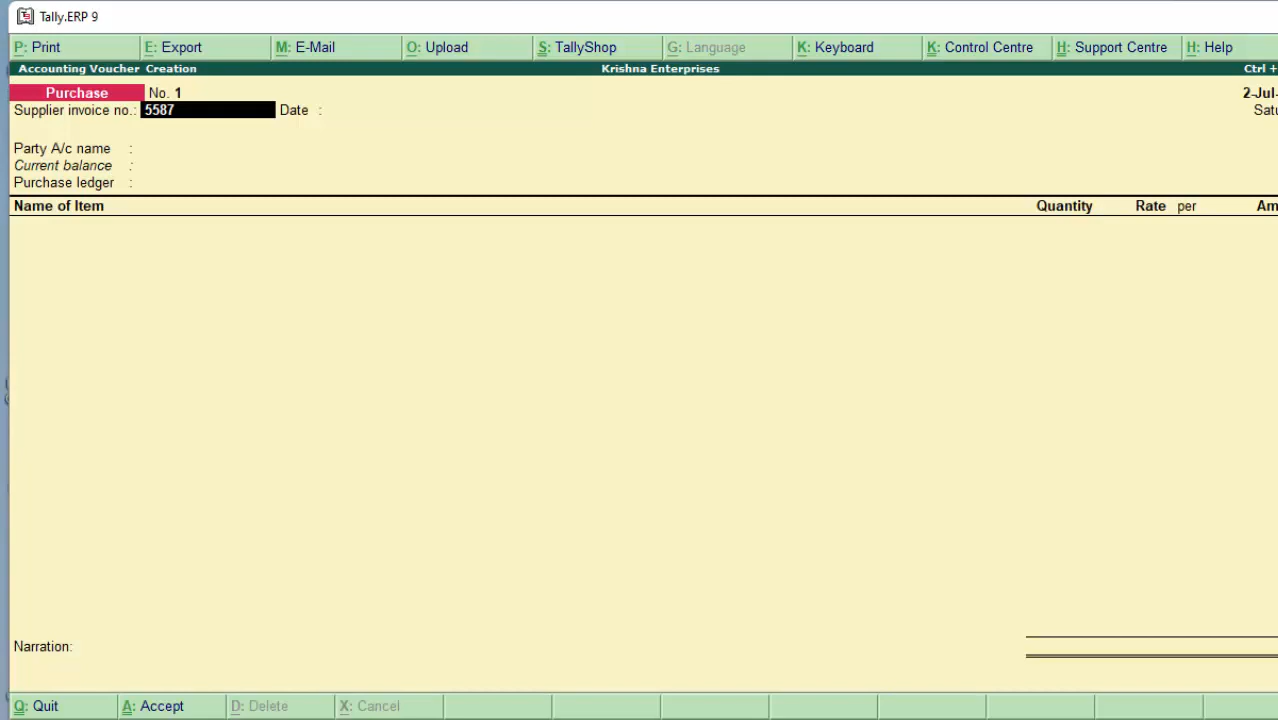 Tally.ERP 9
P: Print E: Export M: E-Mail O: Upload S: TallyShop G: Language K: Keyboard K: Control Centre H: Support Centre H: Help
Accounting Voucher Creation Krishna Enterprises Ctrl +
Purchase No. 1 2-Jul-
Supplier invoice no.: 5587 Date : Satu
Party A/c name :
Current balance :
Purchase ledger :
Name of Item Quantity Rate per Am
Narration:
Q: Quit A: Accept D: Delete X: Cancel